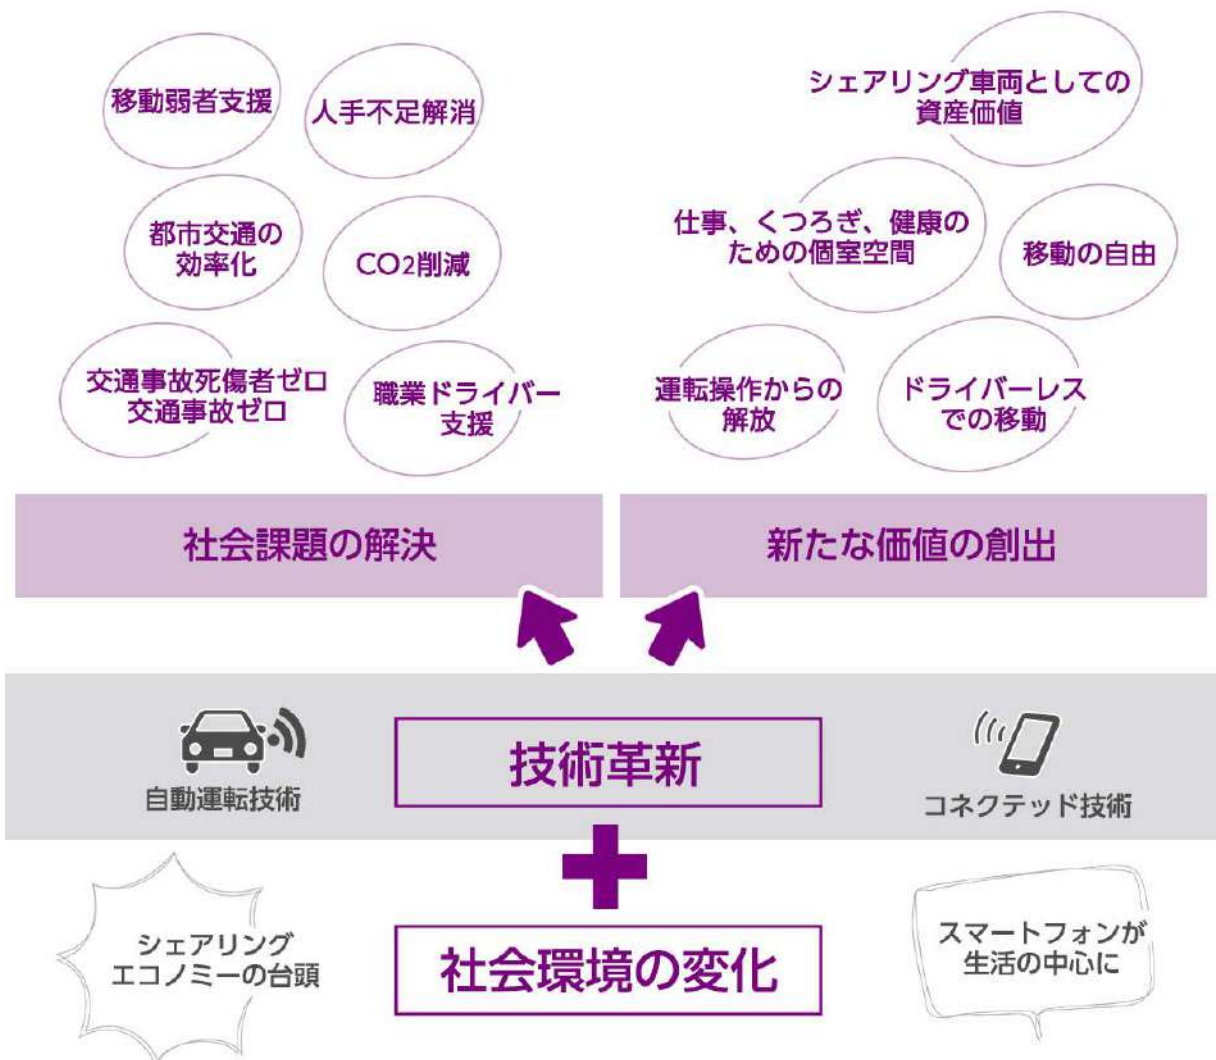 移動弱者支援
人手不足解消
都市交通の
効率化
CO2削減
交通事故死傷者ゼロ
交通事故ゼロ
職業ドライバー
支援
シェアリング車両としての
資産価値
仕事、くつろぎ、健康の
ための個室空間
移動の自由
運転操作からの
解放
ドライバーレス
での移動
社会課題の解決
新たな価値の創出
自動運転技術
技術革新
コネクテッド技術
シェアリング
エコノミーの台頭
社会環境の変化
スマートフォンが
生活の中心に